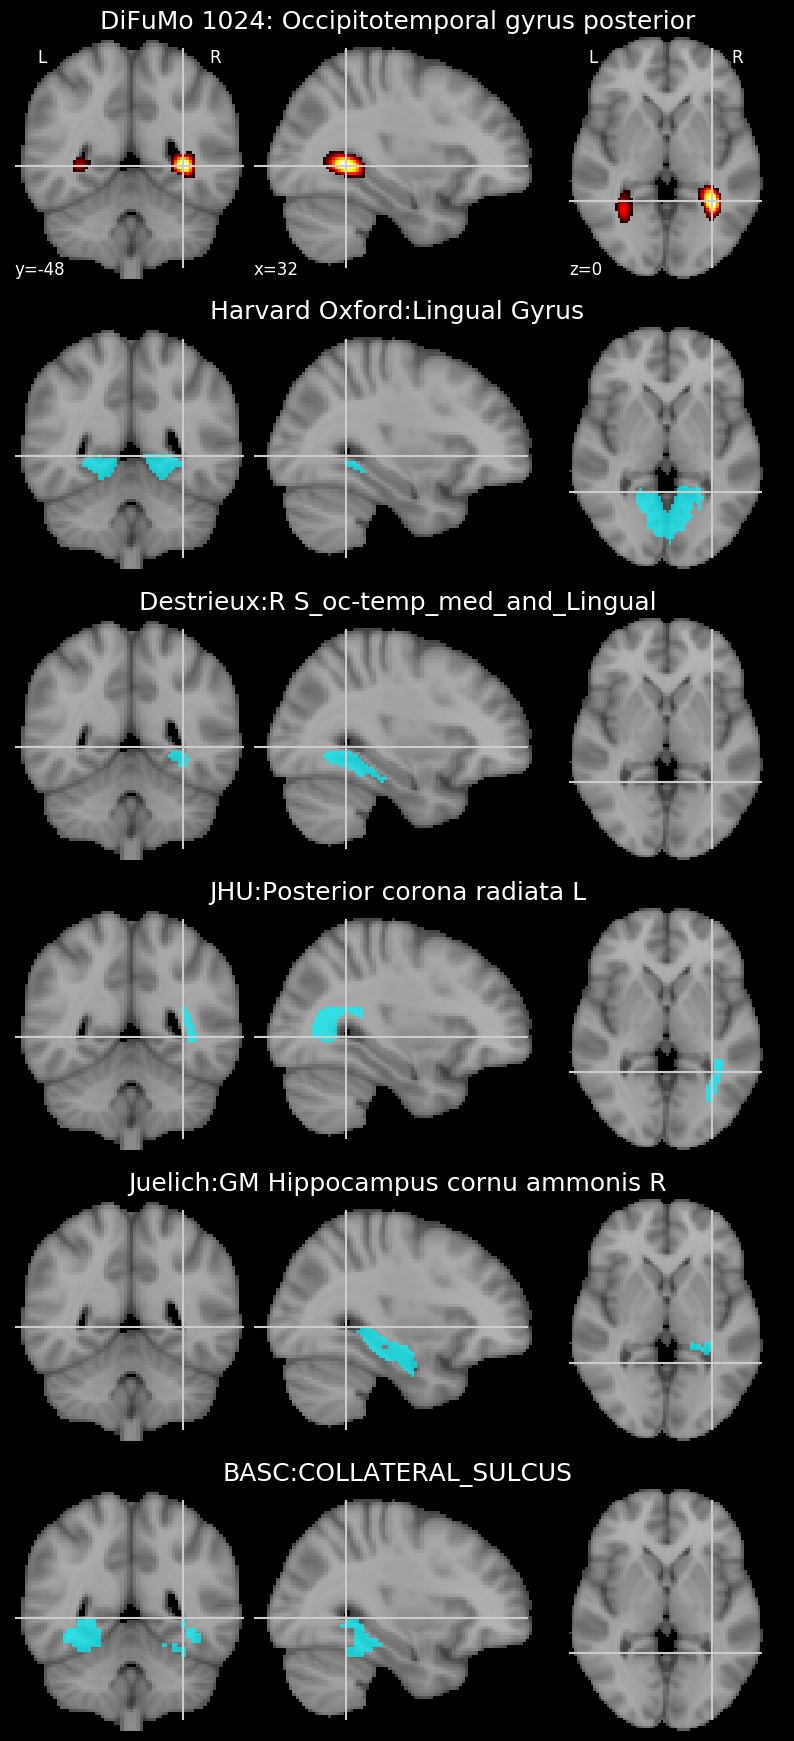 DiFuMo 1024: Occipitotemporal gyrus posterior
L R L R
y=-48 x=32 z=0
Harvard Oxford:Lingual Gyrus
Destrieux:R S_oc-temp_med_and_Lingual
JHU:Posterior corona radiata L
Juelich:GM Hippocampus cornu ammonis R
BASC:COLLATERAL_SULCUS